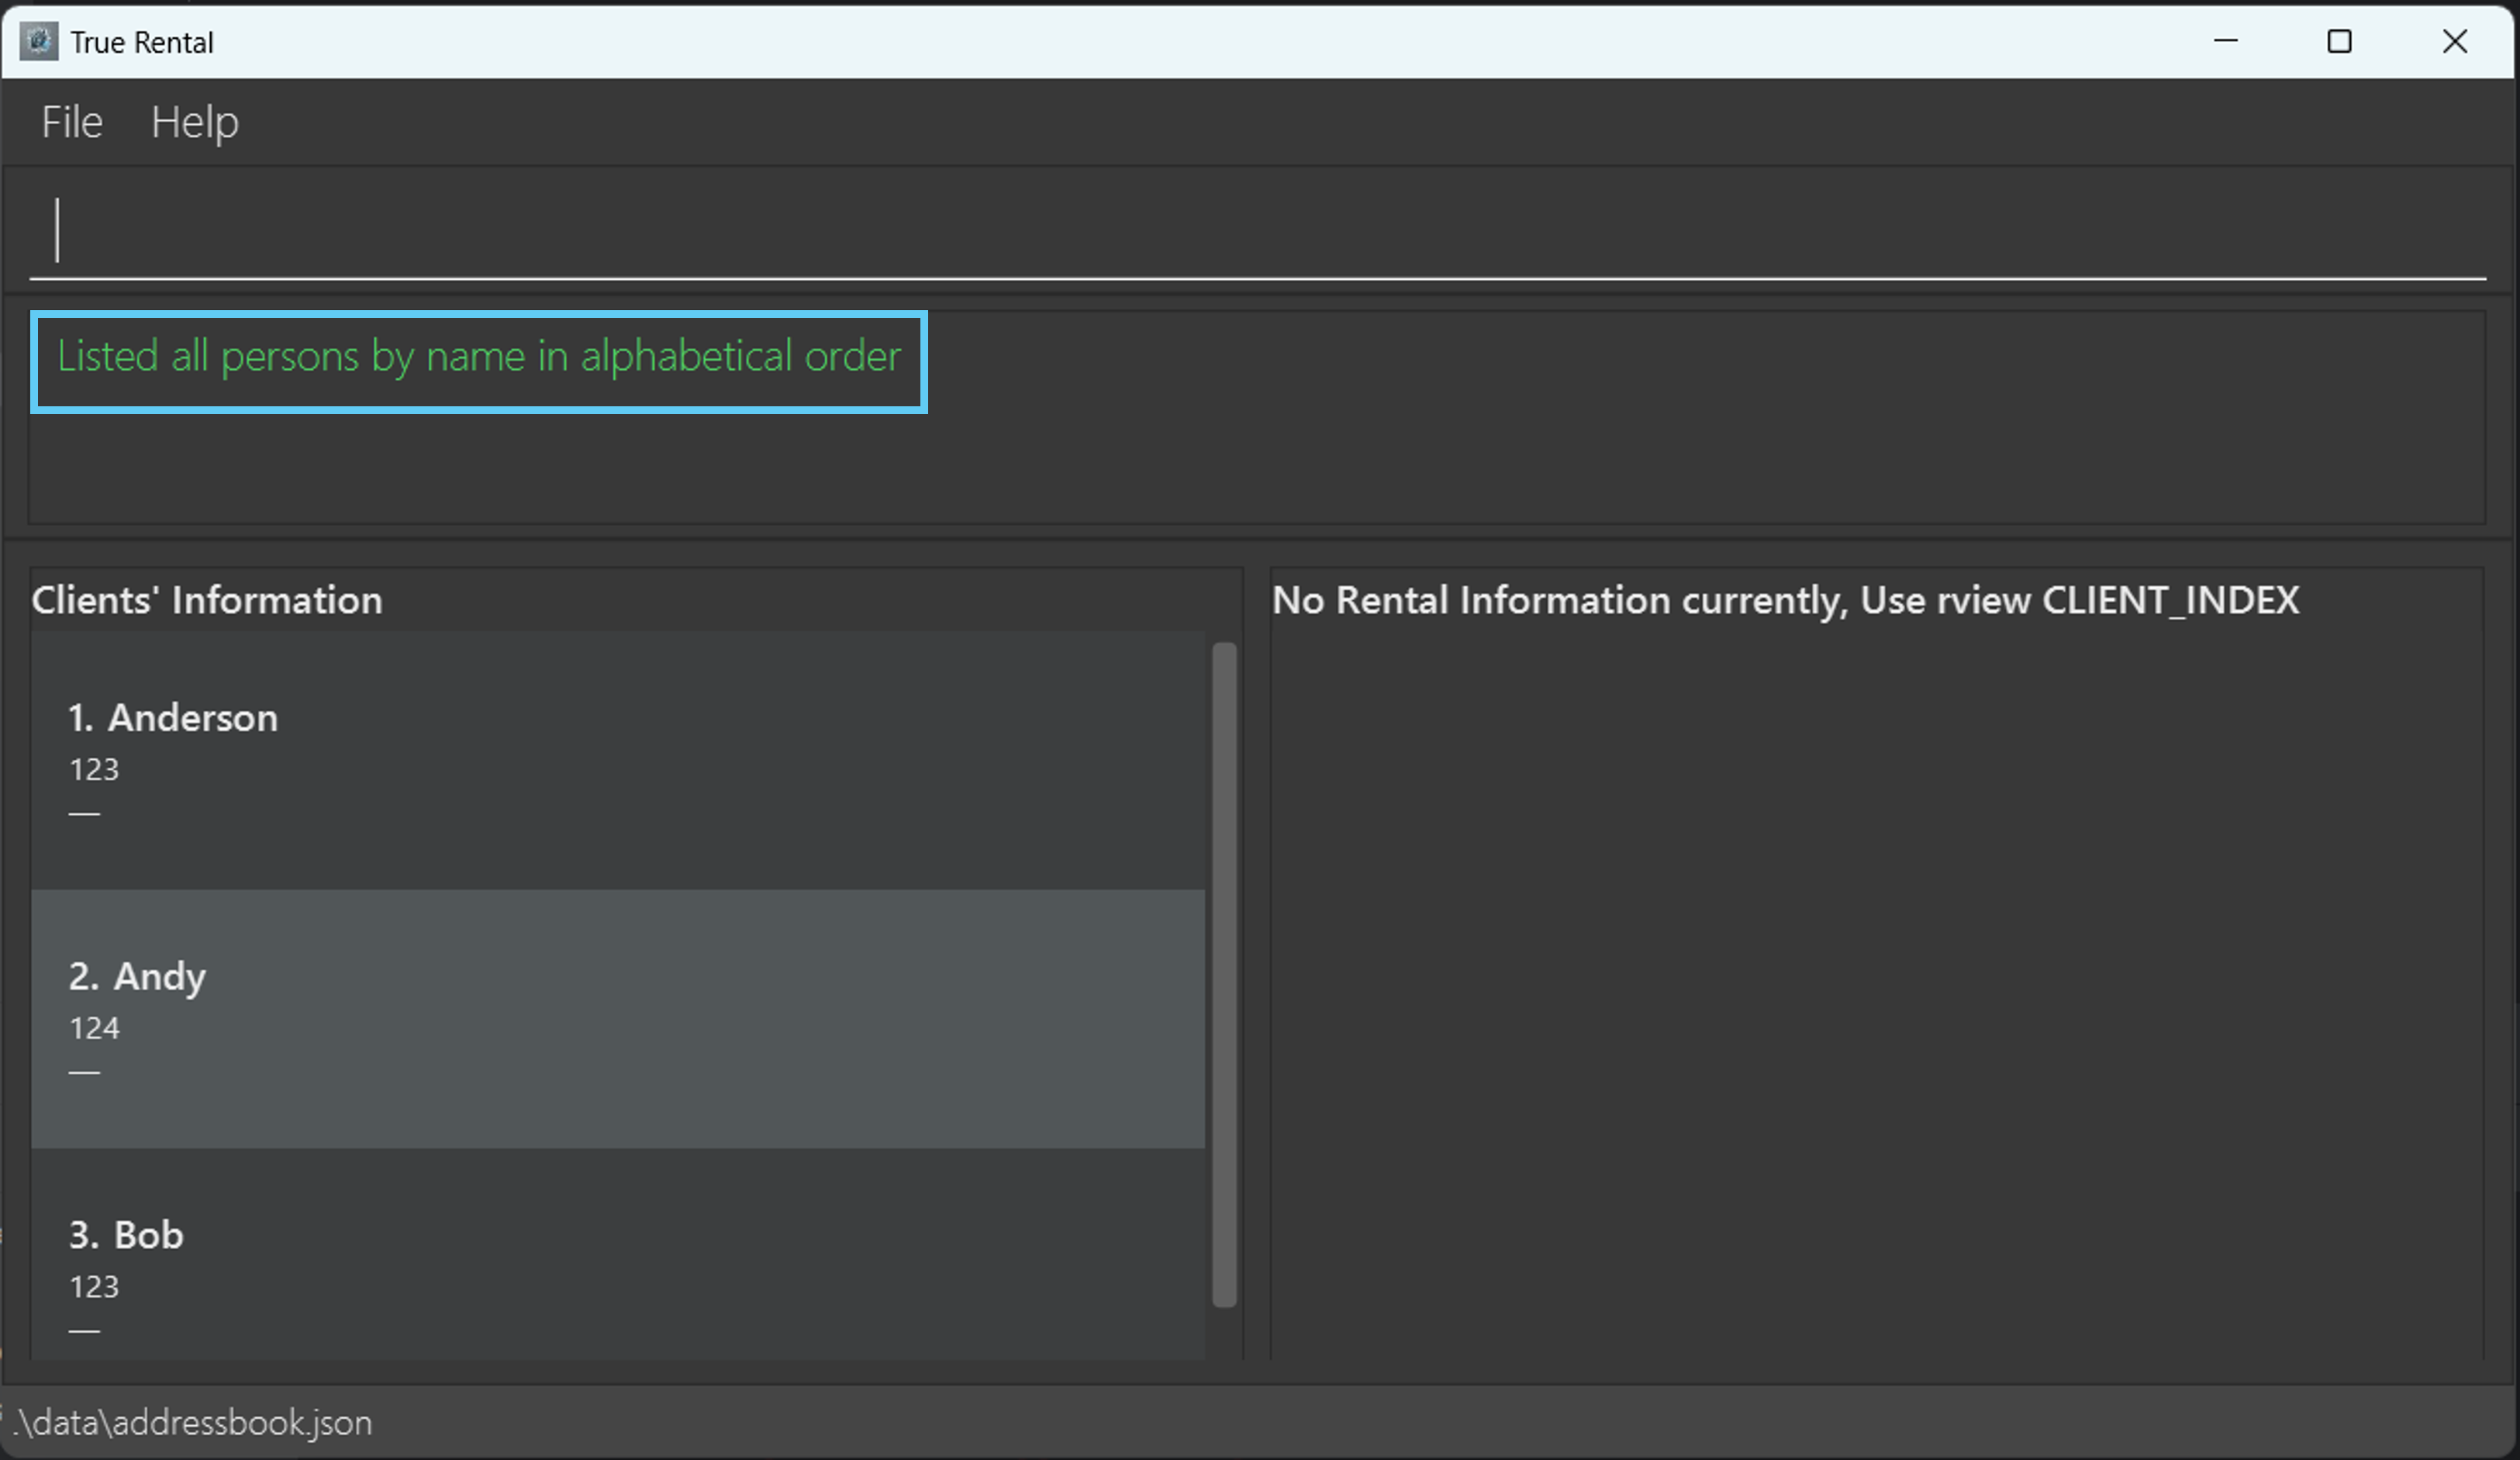 True Rental
File Help
Listed all persons by name in alphabetical order
Clients' Information
1. Anderson
123
—
2. Andy
124
—
3. Bob
123
—
No Rental Information currently, Use rview CLIENT_INDEX
.\data\addressbook.json